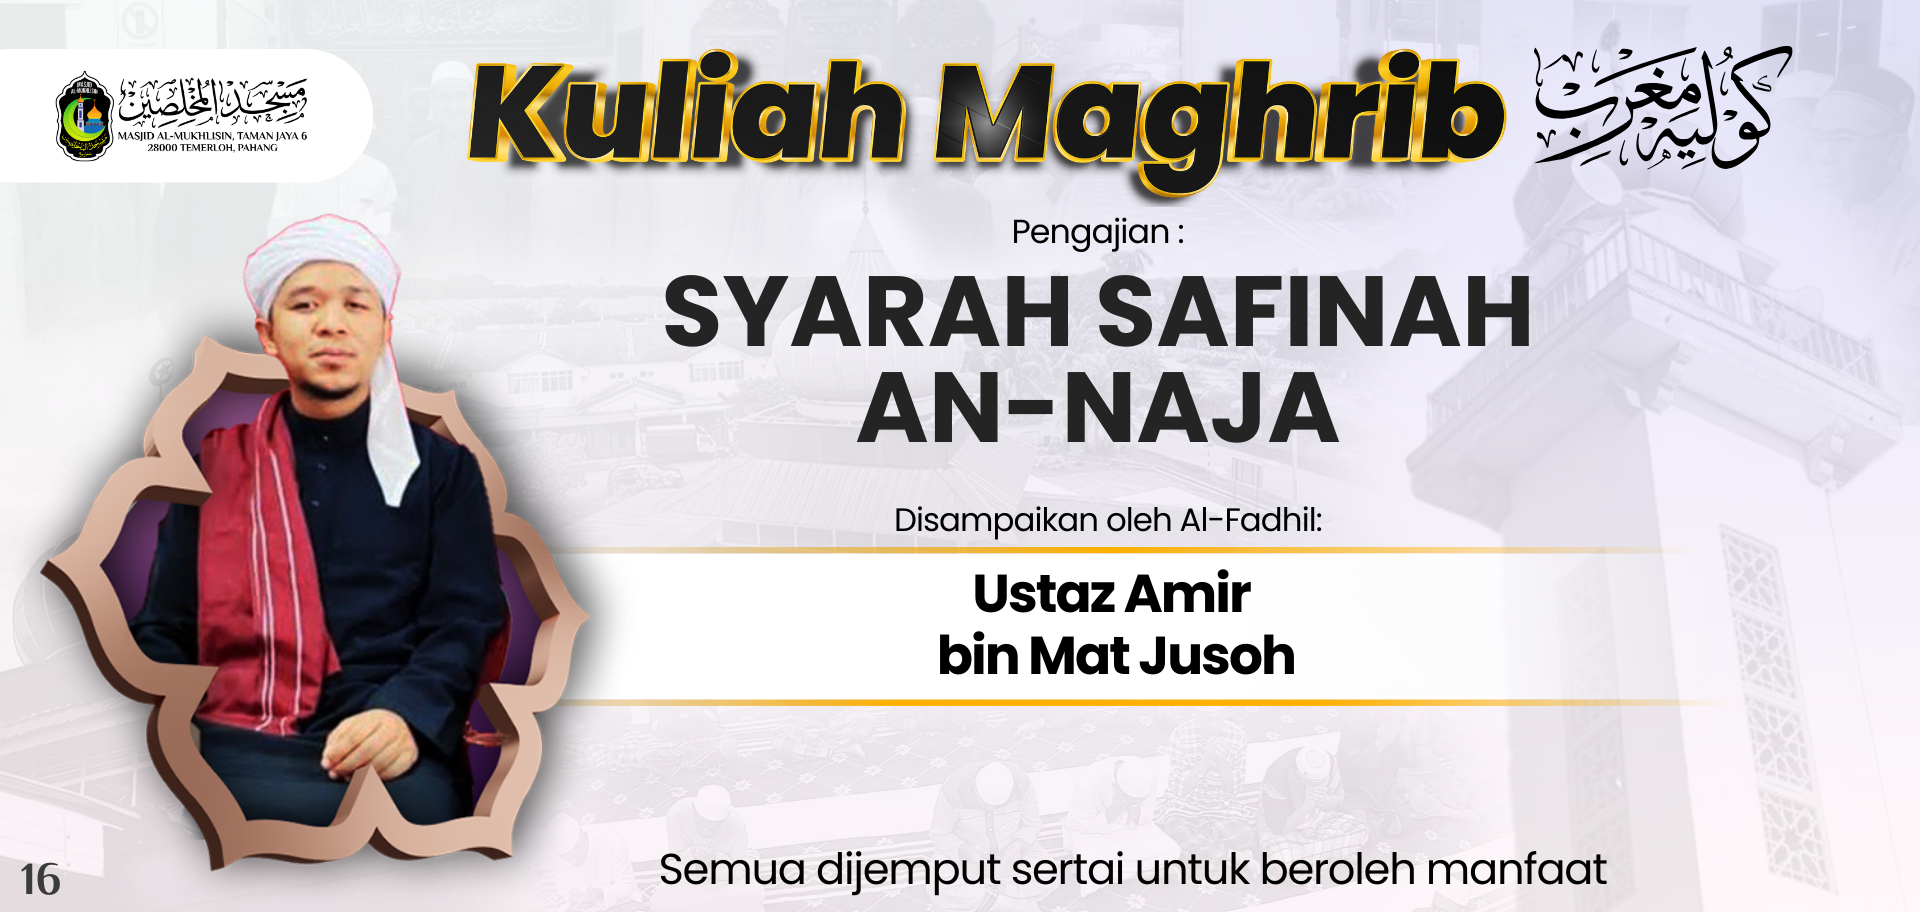 مسجد المخلصين
MASJID AL-MUKHLISIN, TAMAN JAYA 6
28000 TEMERLOH, PAHANG
Kuliah Maghrib
كولية مغرب
Pengajian :
SYARAH SAFINAH
AN-NAJA
Disampaikan oleh Al-Fadhil:
Ustaz Amir
bin Mat Jusoh
Semua dijemput sertai untuk beroleh manfaat
16